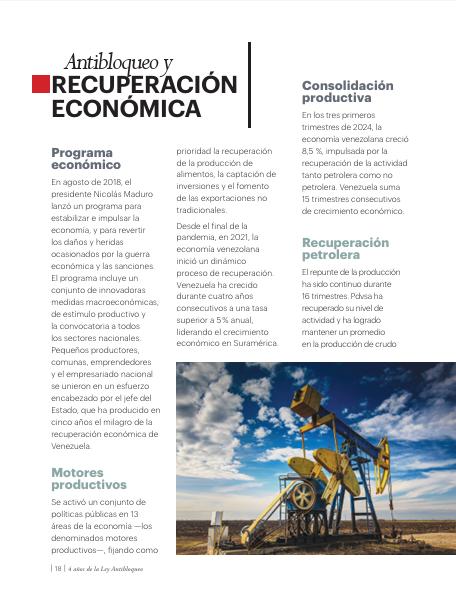 Antibloqueo y
RECUPERACIÓN
ECONÓMICA
Programa
económico
En agosto de 2018, el
presidente Nicolás Maduro
lanzó un programa para
estabilizar e impulsar la
economía, y para revertir
los daños y heridas
ocasionados por la guerra
económica y las sanciones.
El programa incluye un
conjunto de innovadoras
medidas macroeconómicas,
de estímulo productivo y
la convocatoria a todos
los sectores nacionales.
Pequeños productores,
comunas, emprendedores
y el empresariado nacional
se unieron en un esfuerzo
encabezado por el jefe del
Estado, que ha producido en
cinco años el milagro de la
recuperación económica de
Venezuela.
Motores
productivos
Se activó un conjunto de
políticas públicas en 13
áreas de la economía —los
denominados motores
productivos—, fijando como
prioridad la recuperación
de la producción de
alimentos, la captación de
inversiones y el fomento
de las exportaciones no
tradicionales.
Desde el final de la
pandemia, en 2021, la
economía venezolana
inició un dinámico
proceso de recuperación.
Venezuela ha crecido
durante cuatro años
consecutivos a una tasa
superior a 5% anual,
liderando el crecimiento
económico en Suramérica.
Consolidación
productiva
En los tres primeros
trimestres de 2024, la
economía venezolana creció
8,5 %, impulsada por la
recuperación de la actividad
tanto petrolera como no
petrolera. Venezuela suma
15 trimestres consecutivos
de crecimiento económico.
Recuperación
petrolera
El repunte de la producción
ha sido continuo durante
16 trimestres. Pdvsa ha
recuperado su nivel de
actividad y ha logrado
mantener un promedio
en la producción de crudo
| 18 | 4 años de la Ley Antibloqueo